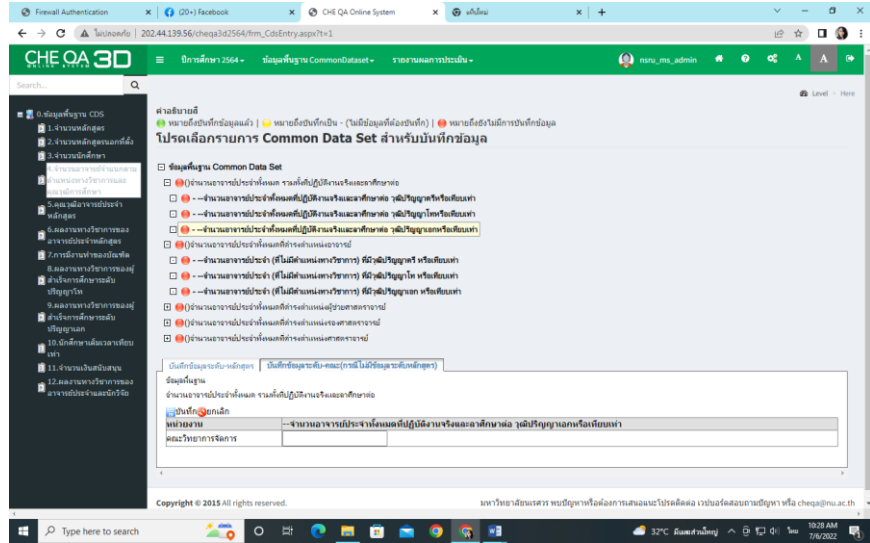 Firewall Authentication
(20+) Facebook
CHE QA Online System
ไม่ปลอดภัย
202.44.139.56/cheqa3d2564/frm_CdsEntry.aspx?t=1
CHE QA 3D
ONLINE SYSTEM
ปีการศึกษา 2564
ข้อมูลพื้นฐาน CommonDataset
รายงานผลการประเมิน
nsru_ms_admin
A
A
Search...
Level > Here
0.ข้อมูลพื้นฐาน CDS
1.จำนวนหลักสูตร
2.จำนวนหลักสูตรนอกที่ตั้ง
3.จำนวนนักศึกษา
4.จำนวนอาจารย์จำแนกตาม
ตำแหน่งทางวิชาการและ
คุณวุฒิการศึกษา
5.คุณวุฒิอาจารย์ประจำ
หลักสูตร
6.ผลงานทางวิชาการของ
อาจารย์ประจำหลักสูตร
7.การมีงานทำของบัณฑิต
8.ผลงานทางวิชาการของผู้
สำเร็จการศึกษาระดับ
ปริญญาโท
9.ผลงานทางวิชาการของผู้
สำเร็จการศึกษาระดับ
ปริญญาเอก
10.นักศึกษาเต็มเวลาเทียบ
เท่า
11.จำนวนเงินสนับสนุน
12.ผลงานทางวิชาการของ
อาจารย์ประจำและนักวิจัย
คำอธิบายสี
หมายถึงบันทึกข้อมูลแล้ว | หมายถึงบันทึกเป็น - (ไม่มีข้อมูลที่ต้องบันทึก) | หมายถึงยังไม่มีการบันทึกข้อมูล
โปรดเลือกรายการ Common Data Set สำหรับบันทึกข้อมูล
ข้อมูลพื้นฐาน Common Data Set
()จำนวนอาจารย์ประจำทั้งหมด รวมทั้งที่ปฏิบัติงานจริงและลาศึกษาต่อ
- --จำนวนอาจารย์ประจำทั้งหมดที่ปฏิบัติงานจริงและลาศึกษาต่อ วุฒิปริญญาตรีหรือเทียบเท่า
- --จำนวนอาจารย์ประจำทั้งหมดที่ปฏิบัติงานจริงและลาศึกษาต่อ วุฒิปริญญาโทหรือเทียบเท่า
- --จำนวนอาจารย์ประจำทั้งหมดที่ปฏิบัติงานจริงและลาศึกษาต่อ วุฒิปริญญาเอกหรือเทียบเท่า
()จำนวนอาจารย์ประจำทั้งหมดที่ดำรงตำแหน่งอาจารย์
- --จำนวนอาจารย์ประจำ (ที่ไม่มีตำแหน่งทางวิชาการ) ที่มีวุฒิปริญญาตรี หรือเทียบเท่า
- --จำนวนอาจารย์ประจำ (ที่ไม่มีตำแหน่งทางวิชาการ) ที่มีวุฒิปริญญาโท หรือเทียบเท่า
- --จำนวนอาจารย์ประจำ (ที่ไม่มีตำแหน่งทางวิชาการ) ที่มีวุฒิปริญญาเอก หรือเทียบเท่า
()จำนวนอาจารย์ประจำทั้งหมดที่ดำรงตำแหน่งผู้ช่วยศาสตราจารย์
()จำนวนอาจารย์ประจำทั้งหมดที่ดำรงตำแหน่งรองศาสตราจารย์
()จำนวนอาจารย์ประจำทั้งหมดที่ดำรงตำแหน่งศาสตราจารย์
บันทึกข้อมูลระดับ-หลักสูตร
บันทึกข้อมูลระดับ-คณะ(กรณีไม่มีข้อมูลระดับหลักสูตร)
ข้อมูลพื้นฐาน
จำนวนอาจารย์ประจำทั้งหมด รวมทั้งที่ปฏิบัติงานจริงและลาศึกษาต่อ
บันทึก ยกเลิก
หน่วยงาน
--จำนวนอาจารย์ประจำทั้งหมดที่ปฏิบัติงานจริงและลาศึกษาต่อ วุฒิปริญญาเอกหรือเทียบเท่า
คณะวิทยาการจัดการ
Copyright © 2015 All rights reserved.
มหาวิทยาลัยนเรศวร พบปัญหาหรือต้องการเสนอแนะโปรดติดต่อ เวปบอร์ดสอบถามปัญหา หรือ cheqa@nu.ac.th
Type here to search
32°C มีแดดส่วนใหญ่
ไทย
10:28 AM
7/6/2022